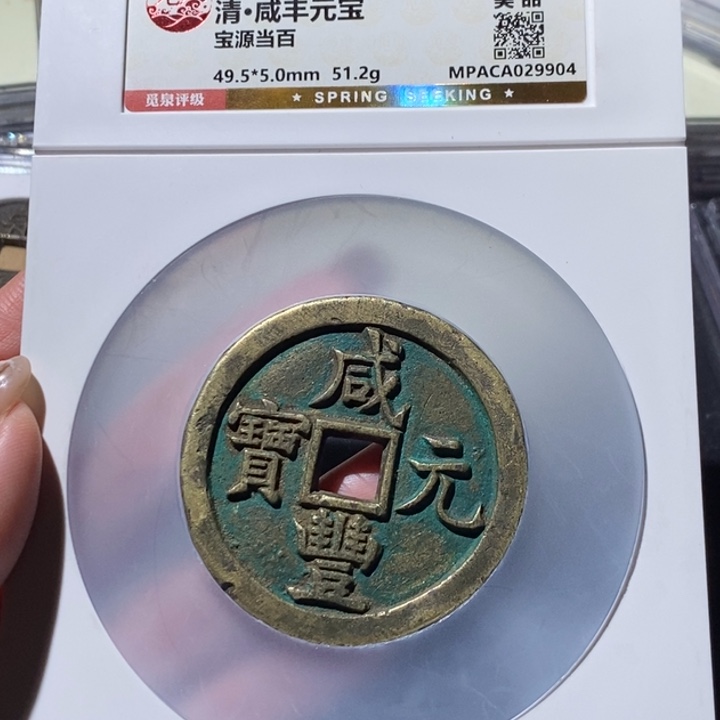 清·咸丰元宝
宝源当百
49.5*5.0mm 51.2g
MPACA029904
觅泉评级
★ SPRING SEEKING ★
咸
寶 元
豐